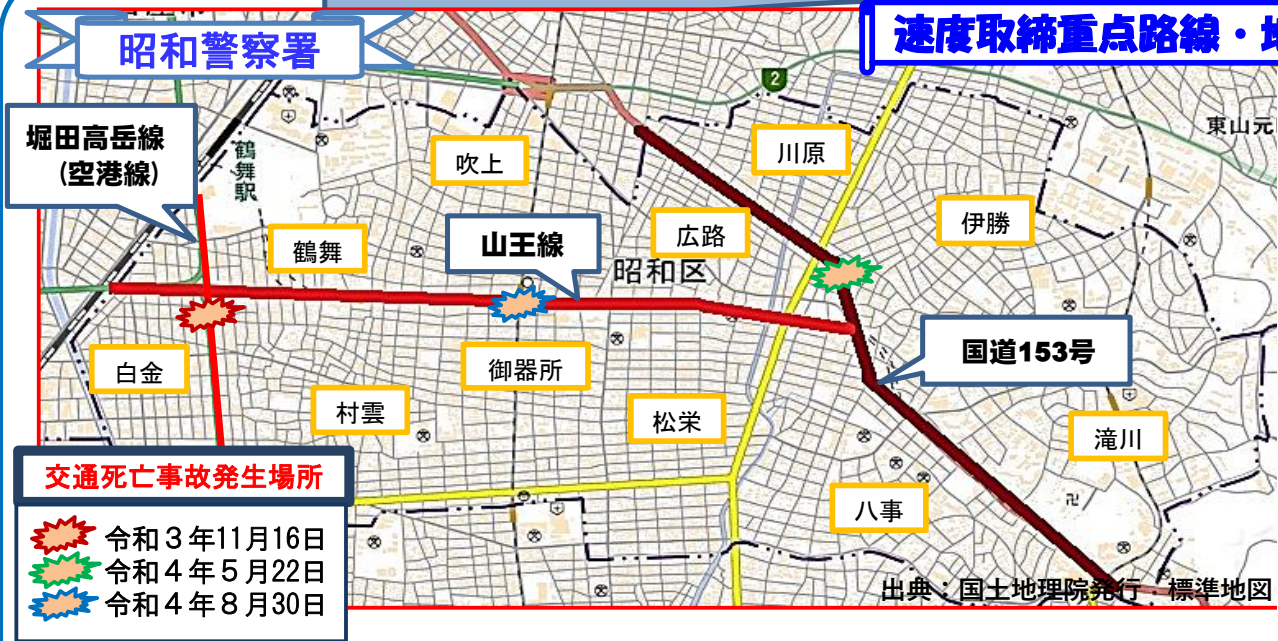 昭和警察署
速度取締重点路線・地
2
東山元
堀田高岳線
(空港線)
鶴舞駅
吹上
川原
伊勝
広路
鶴舞
山王線
昭和区
国道153号
白金
御器所
村雲
松栄
滝川
八事
交通死亡事故発生場所
令和3年11月16日
令和4年5月22日
令和4年8月30日
出典：国土地理院発行・標準地図